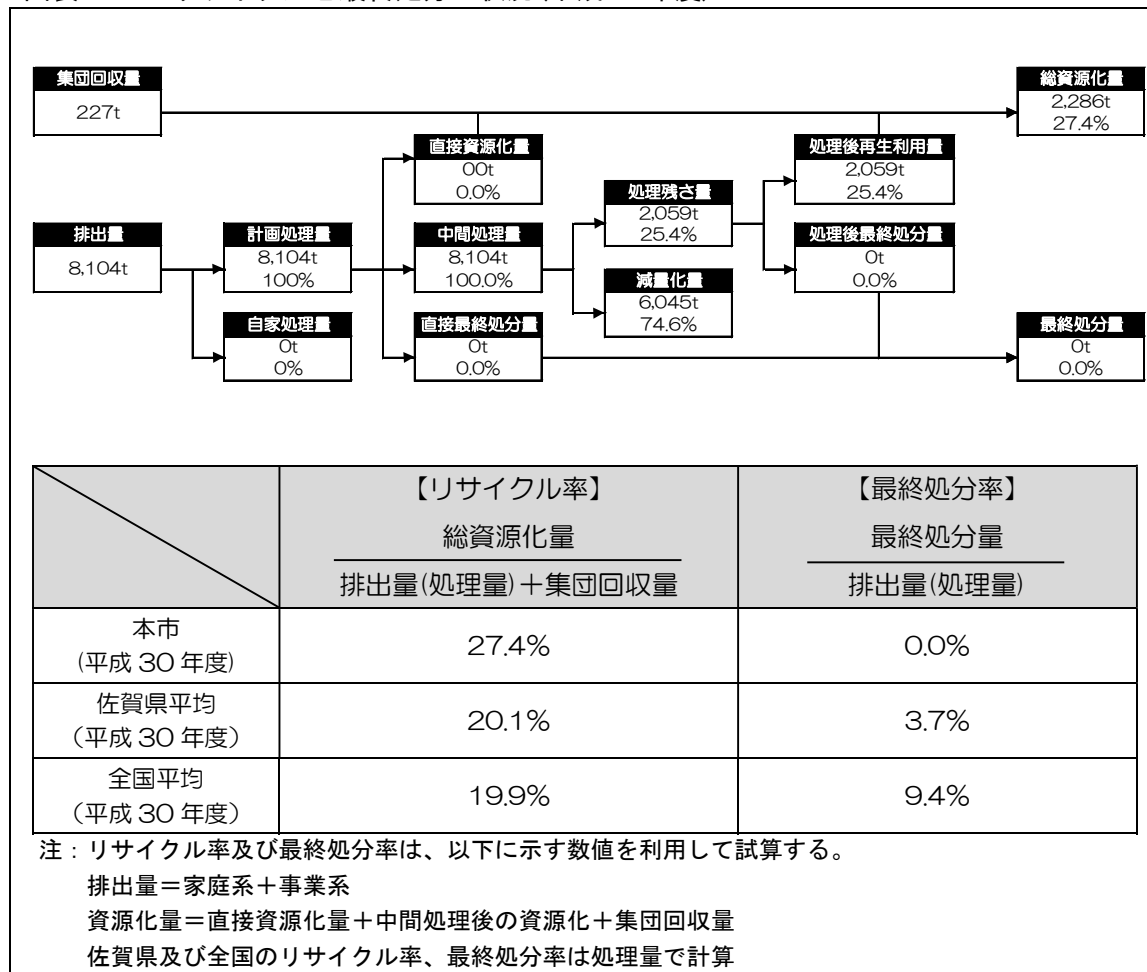 集団回収量
227t
総資源化量
2,286t
27.4%
直接資源化量
00t
0.0%
処理後再生利用量
2,059t
25.4%
処理残さ量
2,059t
25.4%
排出量
8,104t
計画処理量
8,104t
100%
中間処理量
8,104t
100.0%
処理後最終処分量
0t
0.0%
減量化量
6,045t
74.6%
自家処理量
0t
0%
直接最終処分量
0t
0.0%
最終処分量
0t
0.0%
【リサイクル率】
総資源化量
排出量(処理量)+集団回収量
【最終処分率】
最終処分量
排出量(処理量)
本市
(平成 30 年度)
27.4%
0.0%
佐賀県平均
（平成 30 年度）
20.1%
3.7%
全国平均
（平成 30 年度）
19.9%
9.4%
注：リサイクル率及び最終処分率は、以下に示す数値を利用して試算する。
排出量＝家庭系＋事業系
資源化量＝直接資源化量＋中間処理後の資源化＋集団回収量
佐賀県及び全国のリサイクル率、最終処分率は処理量で計算